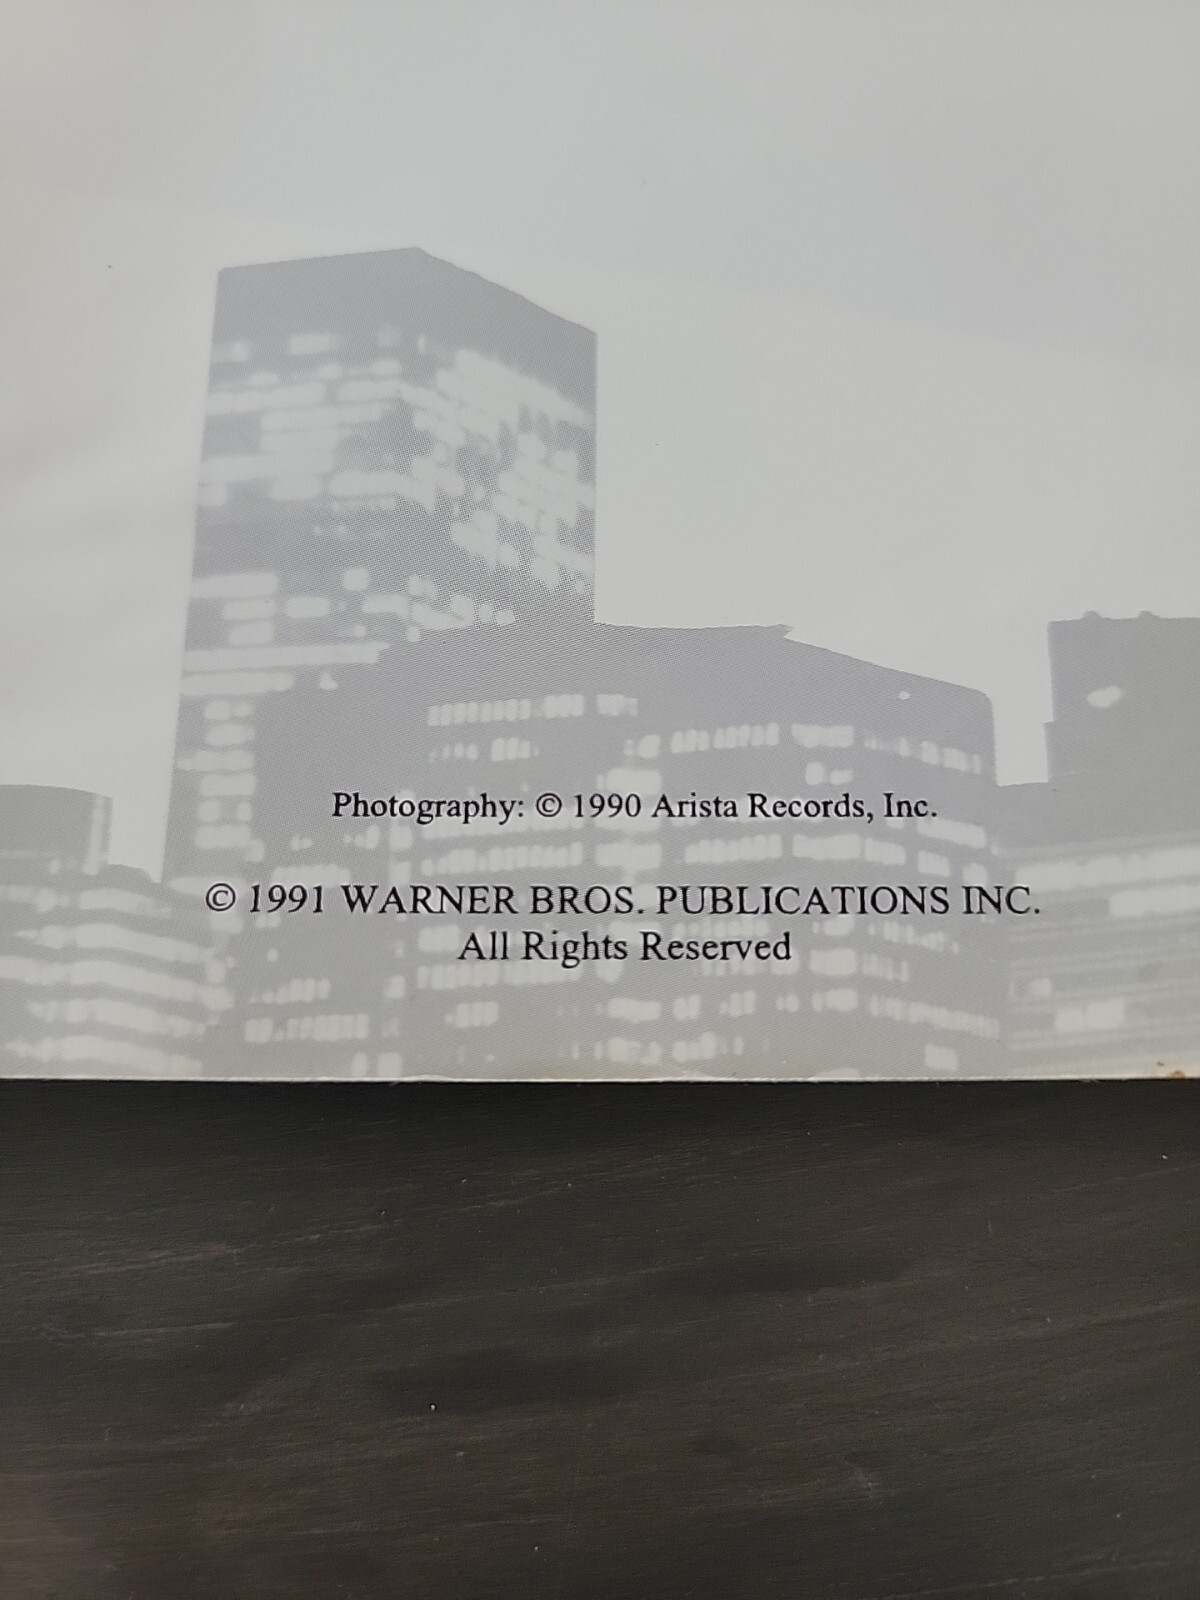 Photography: © 1990 Arista Records, Inc.
© 1991 WARNER BROS. PUBLICATIONS INC.
All Rights Reserved